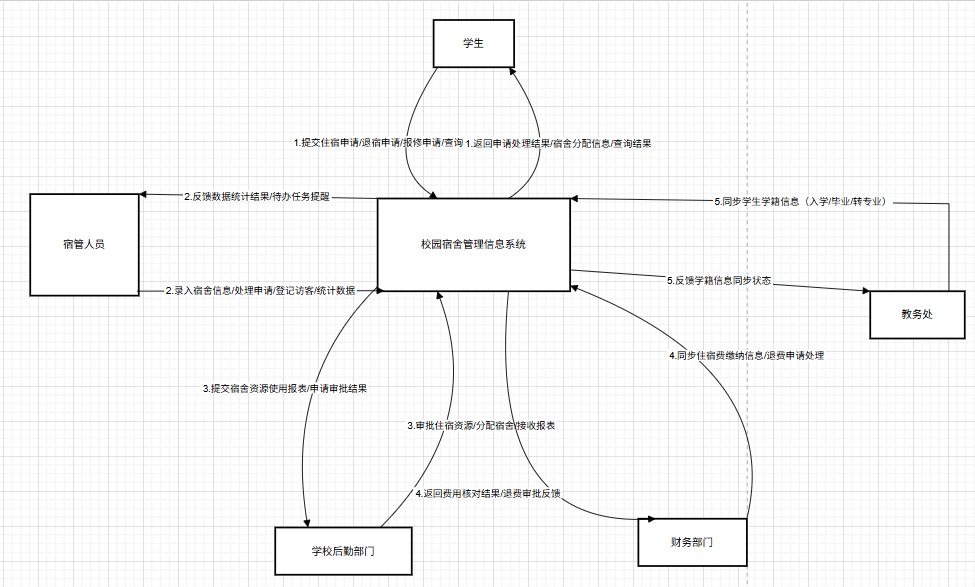 学生
1.提交住宿申请/退宿申请/报修申请/查询
1.返回申请处理结果/宿舍分配信息/查询结果
2.反馈数据统计结果/待办任务提醒
5.同步学生学籍信息（入学/毕业/转专业）
宿管人员
校园宿舍管理信息系统
5.反馈学籍信息同步状态
2.录入宿舍信息/处理申请/登记访客/统计数据
教务处
4.同步住宿费缴纳信息/退费申请处理
3.提交宿舍资源使用报表/申请审批结果
3.审批住宿资源/分配宿舍/接收报表
4.返回费用核对结果/退费审批反馈
学校后勤部门
财务部门